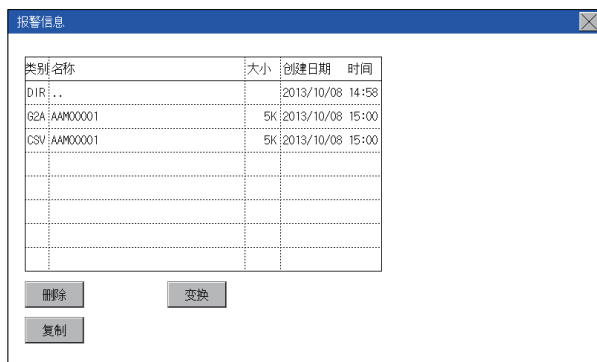 报警信息
类别 名称 大小 创建日期 时间
DIR .. 2013/10/08 14:58
G2A AAM00001 5K 2013/10/08 15:00
CSV AAM00001 5K 2013/10/08 15:00
删除 变换
复制